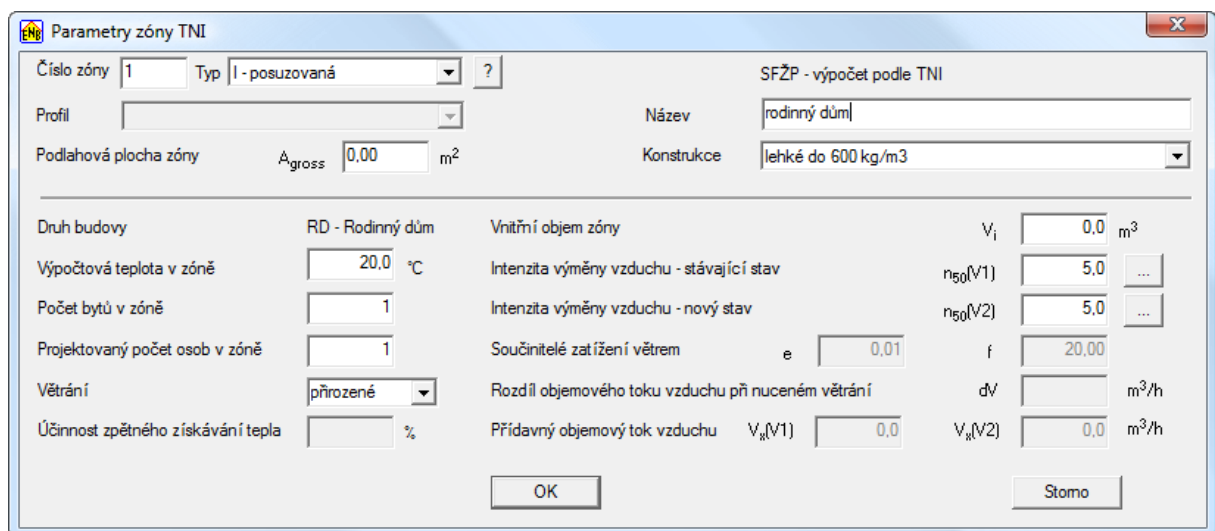 ENB Parametry zóny TNI X
Číslo zóny 1 Typ I - posuzovaná ? SFŽP - výpočet podle TNI
Profil Název rodinný dům
Podlahová plocha zóny Agross 0,00 m2 Konstrukce lehké do 600 kg/m3
Druh budovy RD - Rodinný dům Vnitřní objem zóny Vi 0,0 m3
Výpočtová teplota v zóně 20,0 °C Intenzita výměny vzduchu - stávající stav n50(V1) 5,0 ...
Počet bytů v zóně 1 Intenzita výměny vzduchu - nový stav n50(V2) 5,0 ...
Projektovaný počet osob v zóně 1 Součinitelé zatížení větrem e 0,01 f 20,00
Větrání přirozené Rozdíl objemového toku vzduchu při nuceném větrání dV m3/h
Účinnost zpětného získávání tepla % Přídavný objemový tok vzduchu Vx(V1) 0,0 Vx(V2) 0,0 m3/h
OK Storno